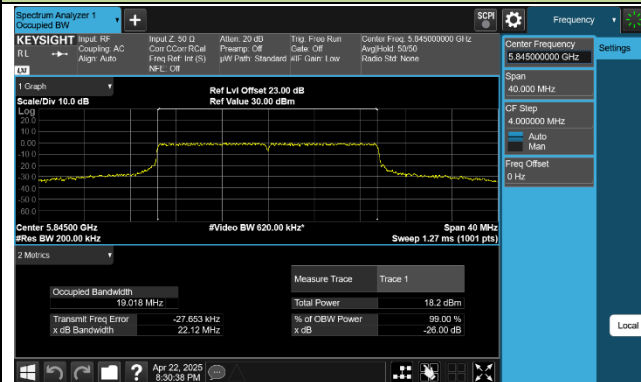 Spectrum Analyzer 1
Occupied BW
SCPI
Frequency
KEYSIGHT
RL
LXI
Input: RF
Coupling: AC
Align: Auto
Input Z: 50 Ω
Corr CCorr RCal
Freq Ref: Int (S)
NFE: Off
Atten: 20 dB
Preamp: Off
µW Path: Standard
Trig: Free Run
Gate: Off
#IF Gain: Low
Center Freq: 5.845000000 GHz
Avg|Hold: 50/50
Radio Std: None
Center Frequency
5.845000000 GHz
Settings
Span
40.000 MHz
CF Step
4.000000 MHz
Auto
Man
Freq Offset
0 Hz
1 Graph
Scale/Div 10.0 dB
Ref Lvl Offset 23.00 dB
Ref Value 30.00 dBm
Log
20.0
10.0
0.00
-10.0
-20.0
-30.0
-40.0
-50.0
-60.0
Center 5.84500 GHz
#Res BW 200.00 kHz
#Video BW 620.00 kHz*
Span 40 MHz
Sweep 1.27 ms (1001 pts)
2 Metrics
Occupied Bandwidth
19.018 MHz
Transmit Freq Error -27.653 kHz
x dB Bandwidth 22.12 MHz
Measure Trace Trace 1
Total Power 18.2 dBm
% of OBW Power 99.00 %
x dB -26.00 dB
Local
?
Apr 22, 2025
8:30:38 PM